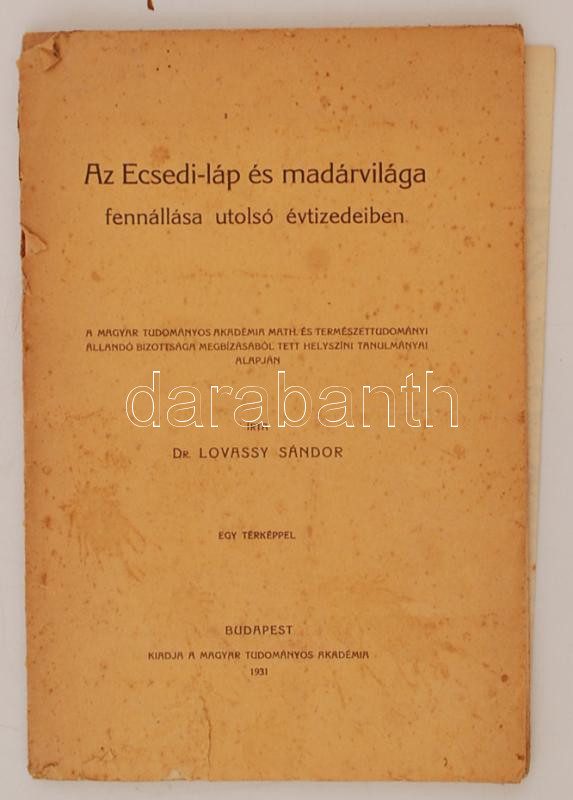 Az Ecsedi-láp és madárvilága
fennállása utolsó évtizedeiben
A MAGYAR TUDOMÁNYOS AKADÉMIA MATH. ÉS TERMÉSZETTUDOMÁNYI
ÁLLANDÓ BIZOTTSÁGA MEGBÍZÁSÁBÓL TETT HELYSZÍNI TANULMÁNYAI
ALAPJÁN
darabanth
IRTA
DR. LOVASSY SÁNDOR
EGY TÉRKÉPPEL
BUDAPEST
KIADJA A MAGYAR TUDOMÁNYOS AKADÉMIA
1931